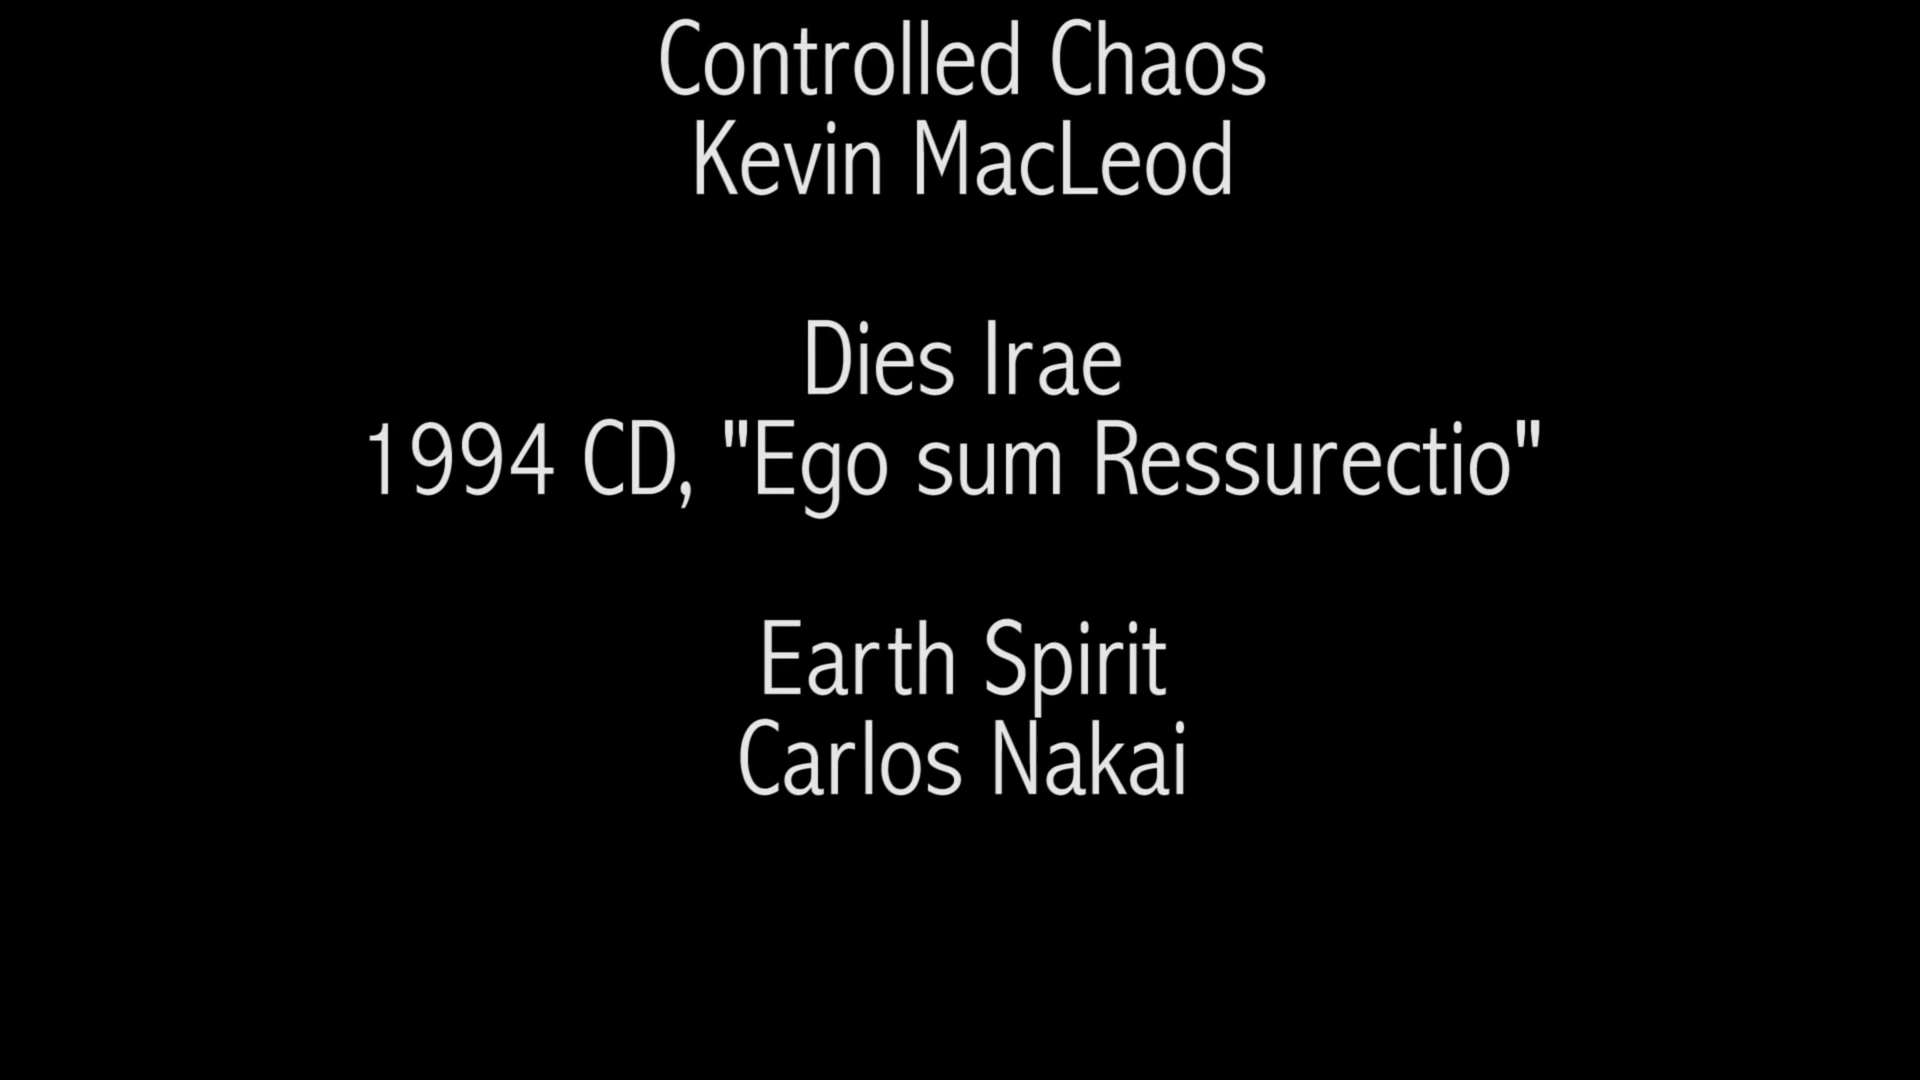 Controlled Chaos
Kevin MacLeod
Dies Irae
1994 CD, "Ego sum Ressurectio"
Earth Spirit
Carlos Nakai